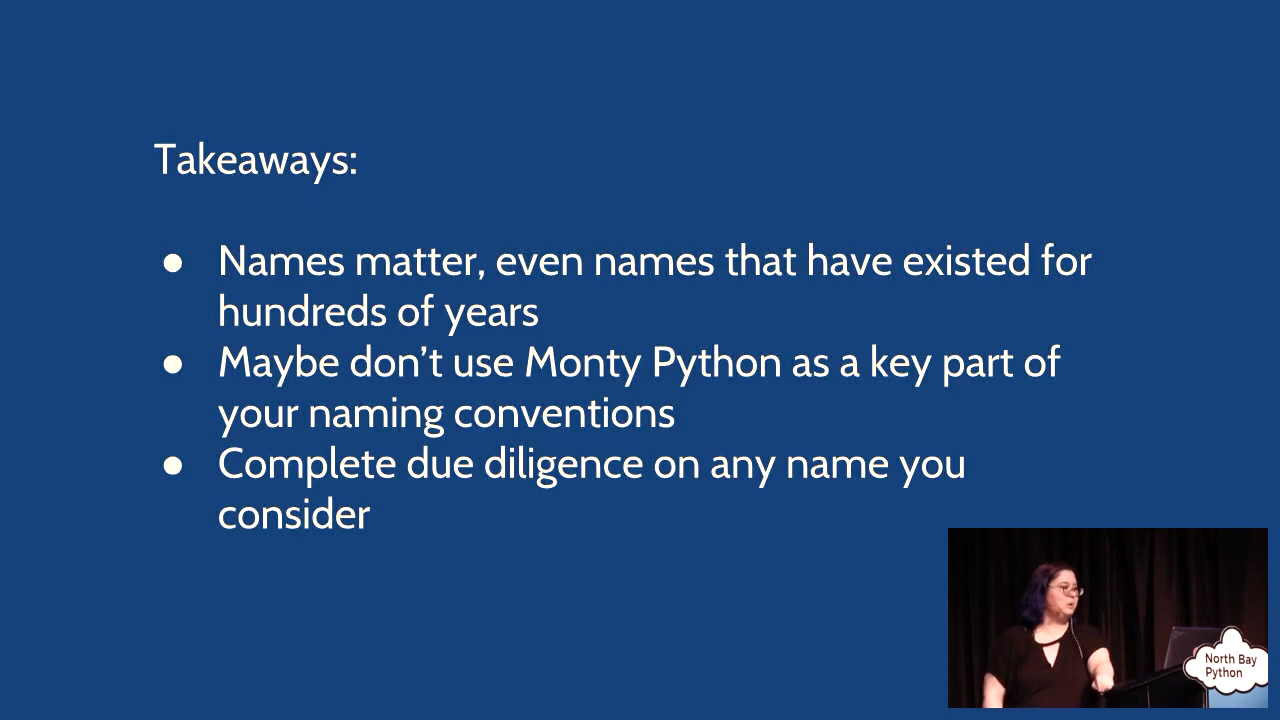 Takeaways:
● Names matter, even names that have existed for
hundreds of years
● Maybe don’t use Monty Python as a key part of
your naming conventions
● Complete due diligence on any name you
consider
North Bay
Python